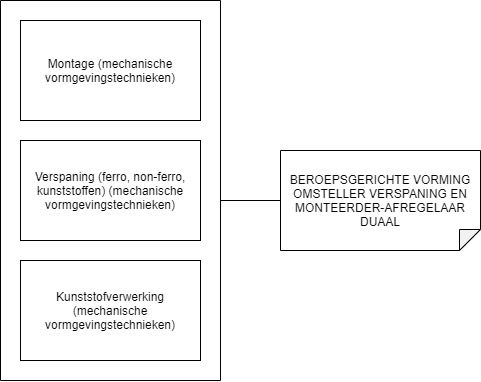 Montage (mechanische
vormgevingstechnieken)
Verspaning (ferro, non-ferro,
kunststoffen) (mechanische
vormgevingstechnieken)
Kunststofverwerking
(mechanische
vormgevingstechnieken)
BEROEPSGERICHTE VORMING
OMSTELLER VERSPANING EN
MONTEERDER-AFREGELAAR
DUAAL